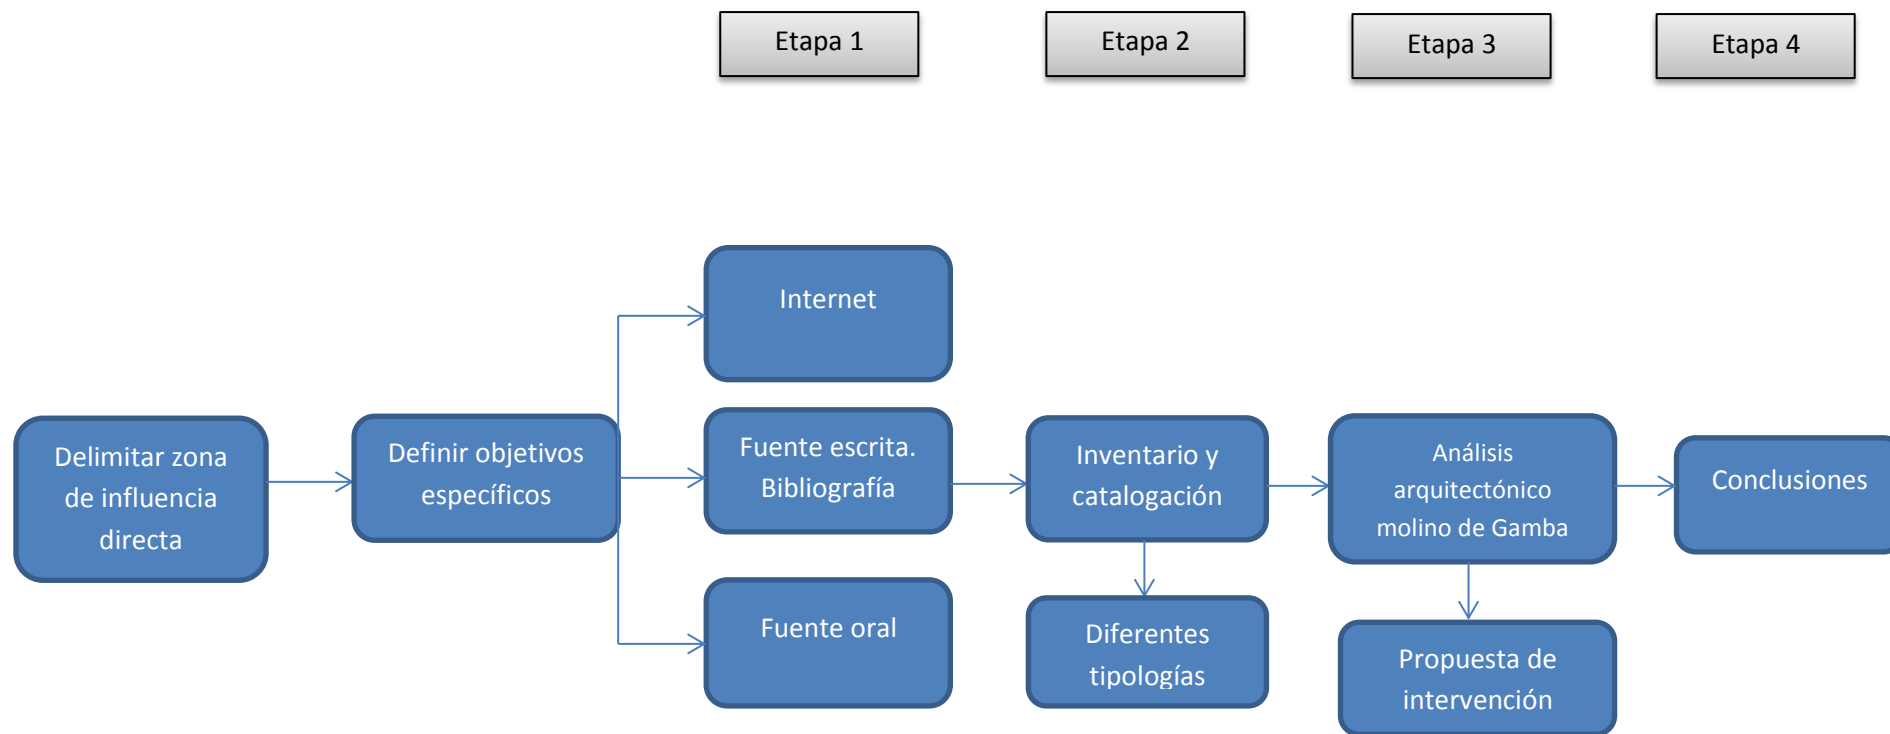 Etapa 1
Etapa 2
Etapa 3
Etapa 4
Delimitar zona
de influencia
directa
Definir objetivos
específicos
Internet
Fuente escrita.
Bibliografía
Fuente oral
Inventario y
catalogación
Diferentes
tipologías
Análisis
arquitectónico
molino de Gamba
Propuesta de
intervención
Conclusiones